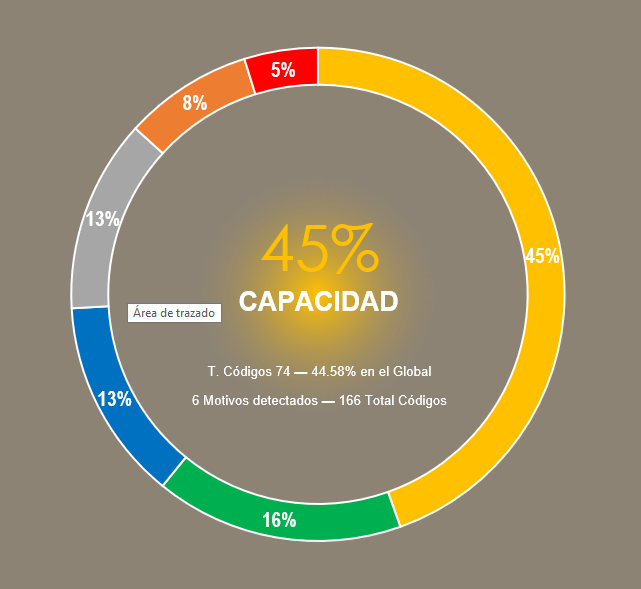 5%
8%
13%
45%
45%
CAPACIDAD
Área de trazado
T. Códigos 74 — 44.58% en el Global
13%
6 Motivos detectados — 166 Total Códigos
16%